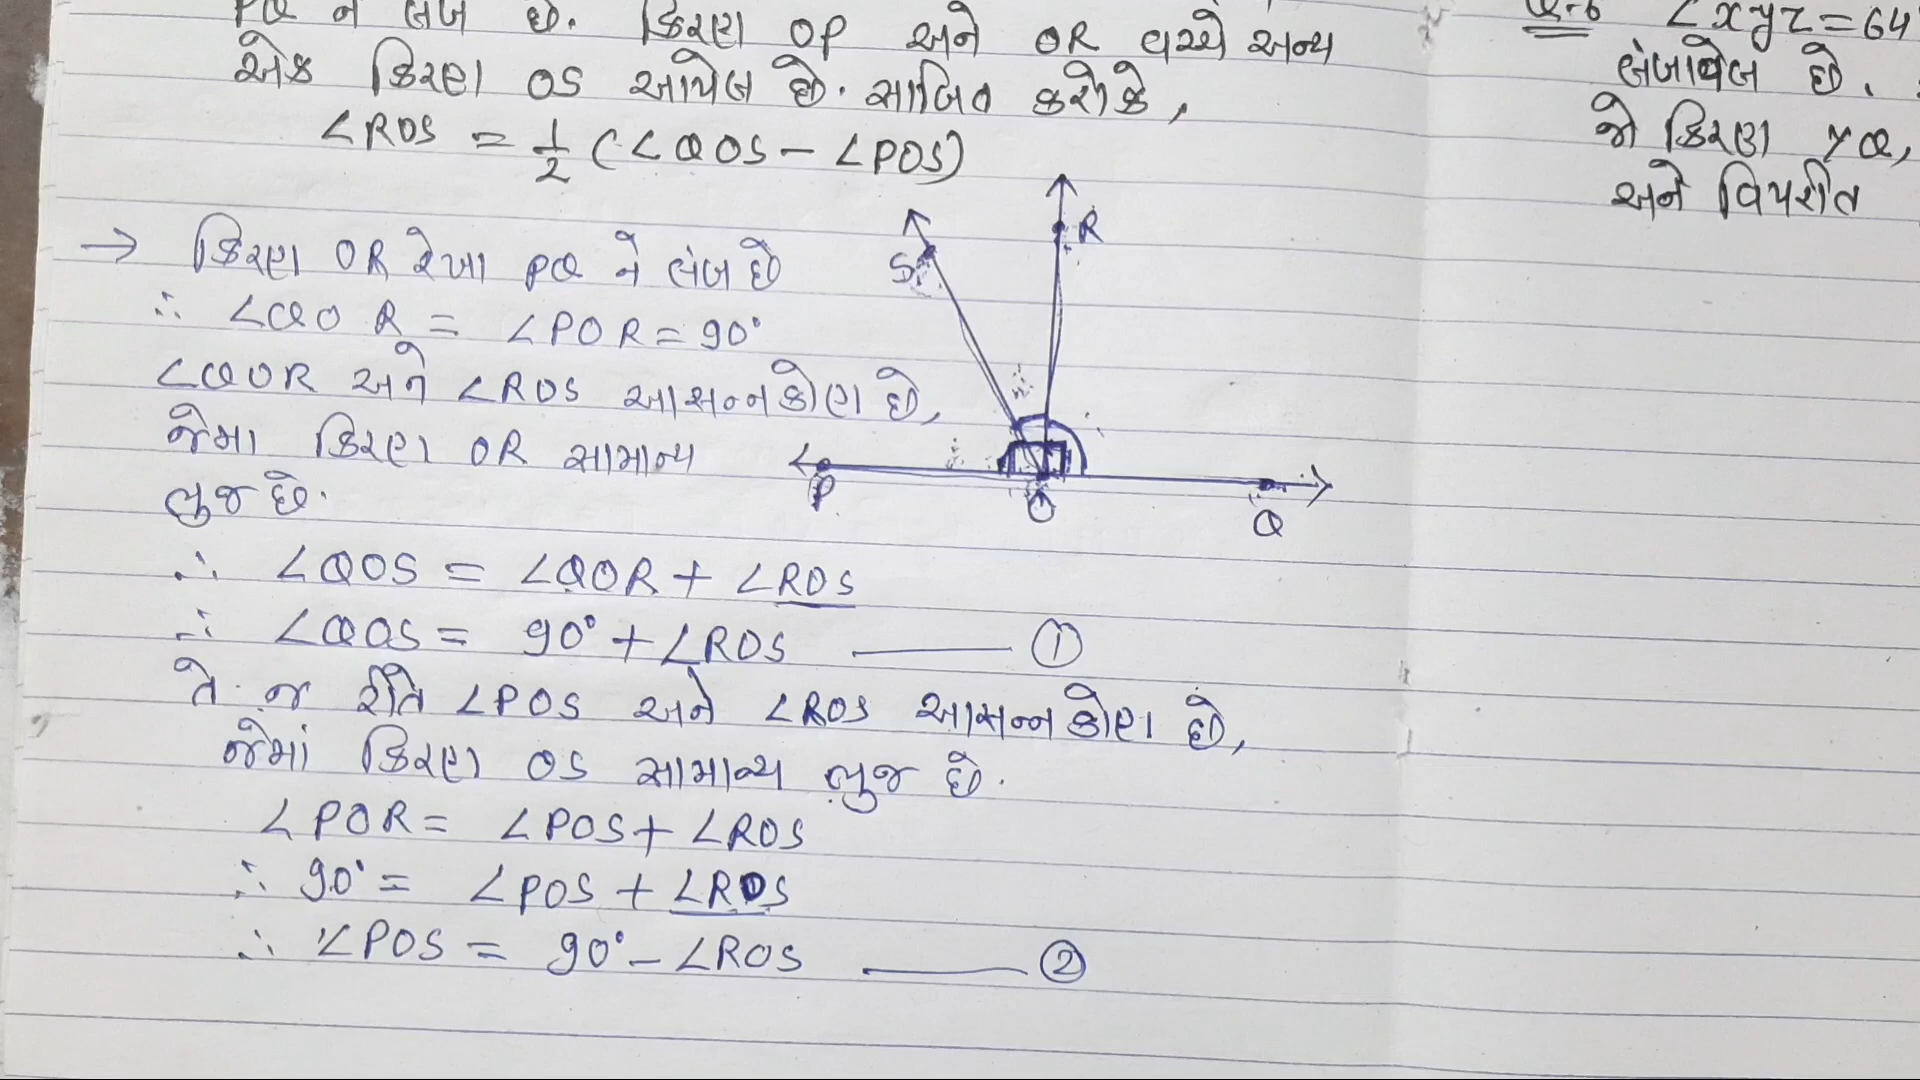 PQ ને લંબ છે. કિરણ OP અને OR વચ્ચે અન્ય
એક કિરણ OS આપેલ છે. સાબિત કરો કે,
∠ROS = 1/2 (∠QOS - ∠POS)
→ કિરણ OR રેખા PQ ને લંબ છે
∴ ∠QOR = ∠POR = 90°
∠QOR અને ∠ROS આસન્નકોણ છે,
જેમા કિરણ OR સામાન્ય
ભુજ છે.
∴ ∠QOS = ∠QOR + ∠ROS
∴ ∠QOS = 90° + ∠ROS —— ①
તે જ રીતે ∠POS અને ∠ROS આસન્નકોણ છે,
જેમાં કિરણ OS સામાન્ય ભુજ છે.
∠POR = ∠POS + ∠ROS
∴ 90° = ∠POS + ∠ROS
∴ ∠POS = 90° - ∠ROS —— ②
S
R
P
O
Q
Q-6 ∠XYZ = 64
લંબાવેલ છે.
જો કિરણ YQ,
અને વિપરીત